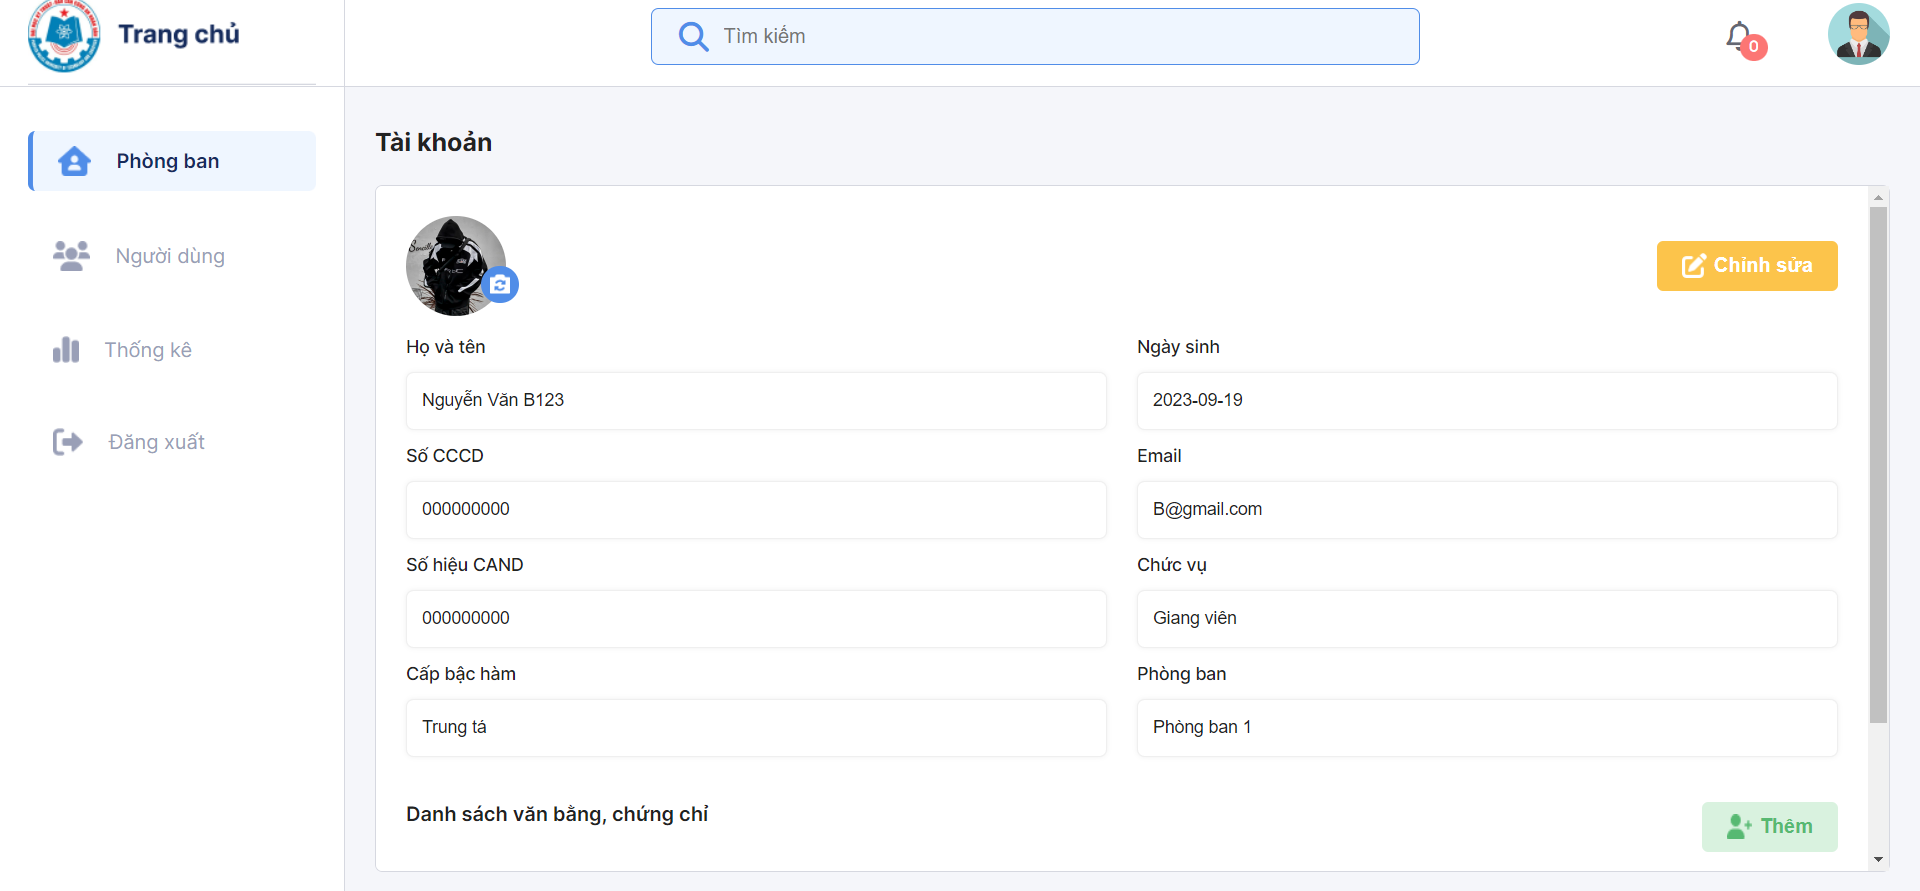 Trang chủ
Tìm kiếm
0
Phòng ban
Người dùng
Thống kê
Đăng xuất
Tài khoản
Chỉnh sửa
Họ và tên
Ngày sinh
Nguyễn Văn B123
2023-09-19
Số CCCD
Email
000000000
B@gmail.com
Số hiệu CAND
Chức vụ
000000000
Giang viên
Cấp bậc hàm
Phòng ban
Trung tá
Phòng ban 1
Danh sách văn bằng, chứng chỉ
Thêm